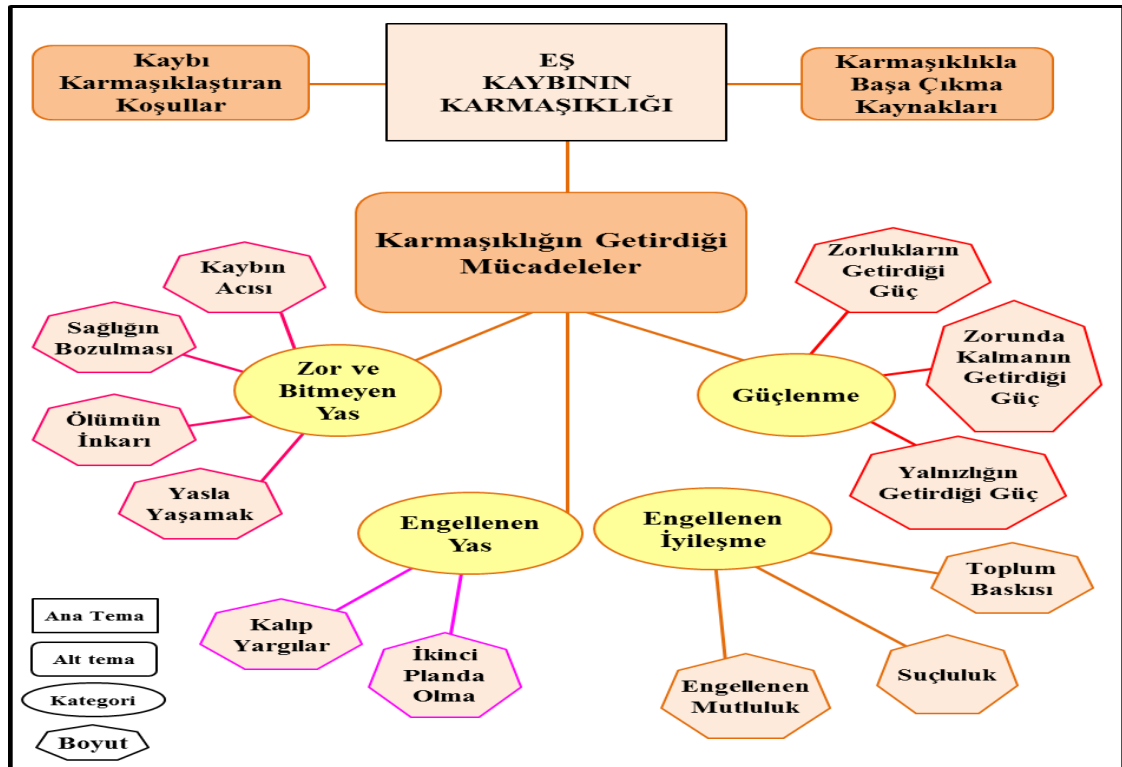 Kaybı
Karmaşıklaştıran
Koşullar
EŞ
KAYBININ
KARMAŞIKLIĞI
Karmaşıklıkla
Başa Çıkma
Kaynakları
Karmaşıklığın Getirdiği
Mücadeleler
Kaybın
Acısı
Sağlığın
Bozulması
Ölümün
İnkarı
Yasla
Yaşamak
Zor ve
Bitmeyen
Yas
Güçlenme
Zorlukların
Getirdiği
Güç
Zorunda
Kalmanın
Getirdiği
Güç
Yalnızlığın
Getirdiği Güç
Engellenen
Yas
Kalıp
Yargılar
İkinci
Planda
Olma
Engellenen
İyileşme
Toplum
Baskısı
Suçluluk
Engellenen
Mutluluk
Ana Tema
Alt tema
Kategori
Boyut